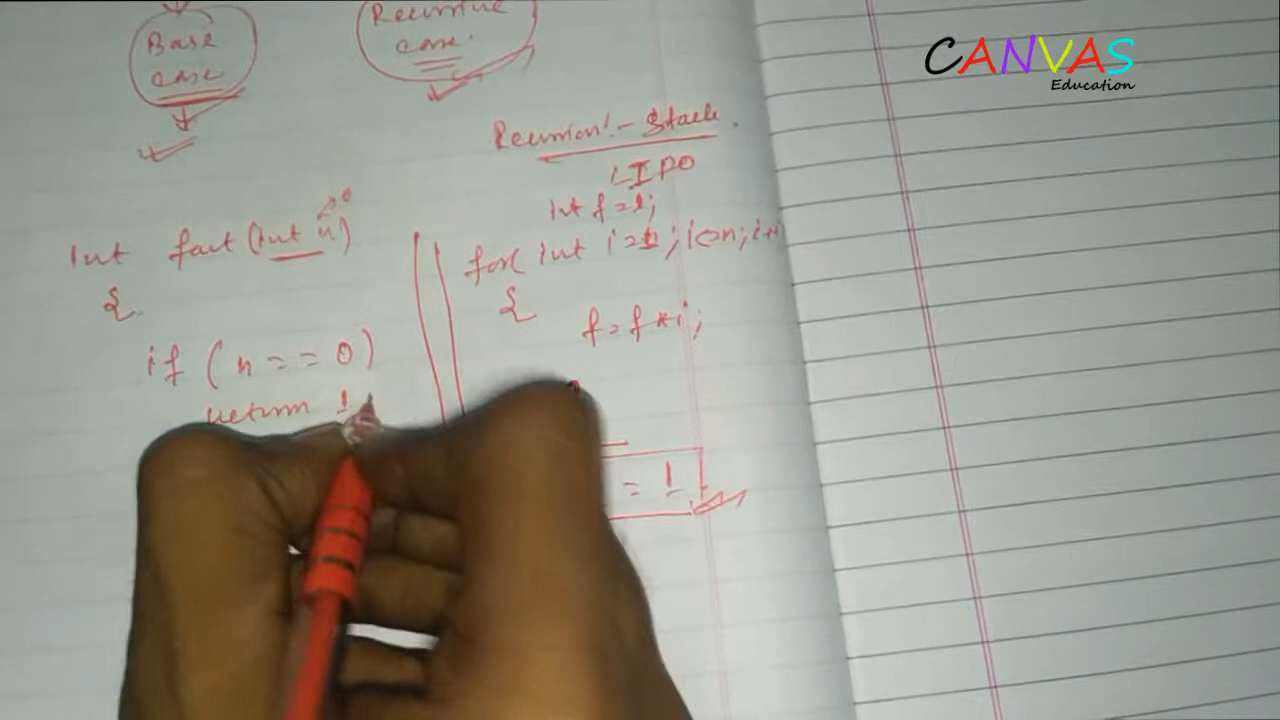 Base
case
Recursive
case.
CANVAS
Education
Recursion:- Stack.
LIFO
int f=1;
int fact (int n)
0
for( int i=1; i<=n; i++
{
{
f=f*i;
if (n==0)
return 1
= 1